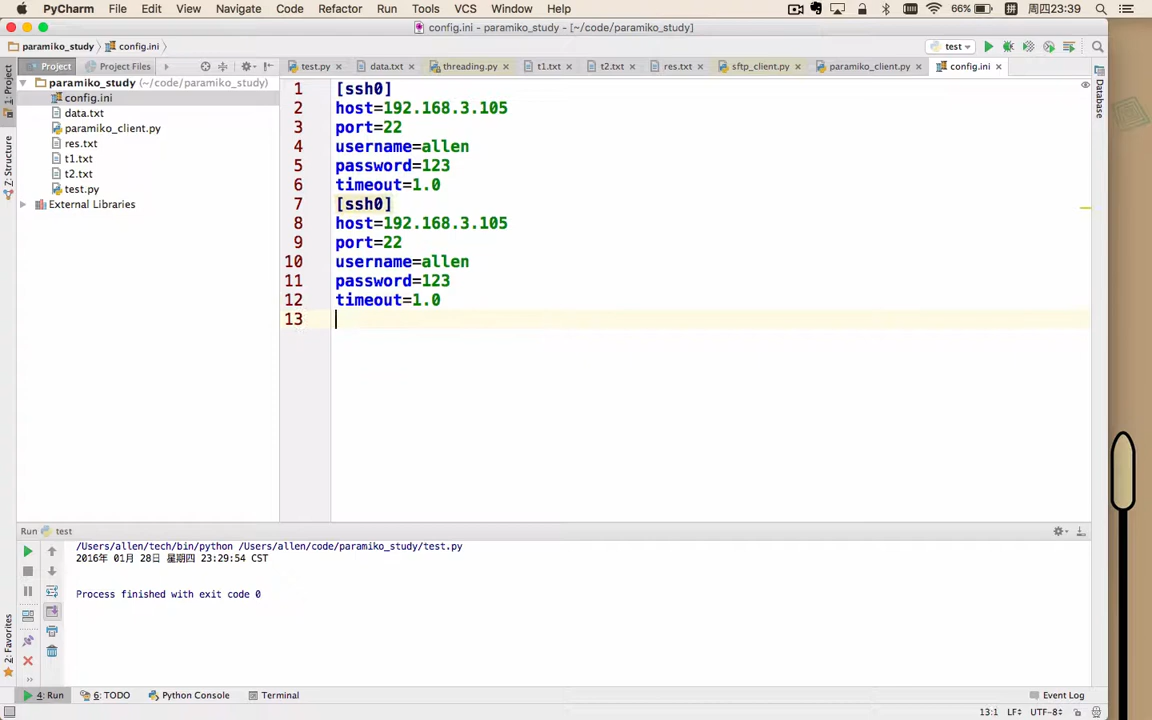 PyCharm File Edit View Navigate Code Refactor Run Tools VCS Window Help 66% 拼 周四23:39
config.ini - paramiko_study - [~/code/paramiko_study]
paramiko_study config.ini test
Project Project Files test.py data.txt threading.py t1.txt t2.txt res.txt sftp_client.py paramiko_client.py config.ini
1: Project
Z: Structure
2: Favorites
Database
paramiko_study (~/code/paramiko_study)
config.ini
data.txt
paramiko_client.py
res.txt
t1.txt
t2.txt
test.py
External Libraries
1 [ssh0]
2 host=192.168.3.105
3 port=22
4 username=allen
5 password=123
6 timeout=1.0
7 [ssh0]
8 host=192.168.3.105
9 port=22
10 username=allen
11 password=123
12 timeout=1.0
13
Run test
/Users/allen/tech/bin/python /Users/allen/code/paramiko_study/test.py
2016年 01月 28日 星期四 23:29:54 CST
Process finished with exit code 0
4: Run 6: TODO Python Console Terminal Event Log
13:1 LF÷ UTF-8÷